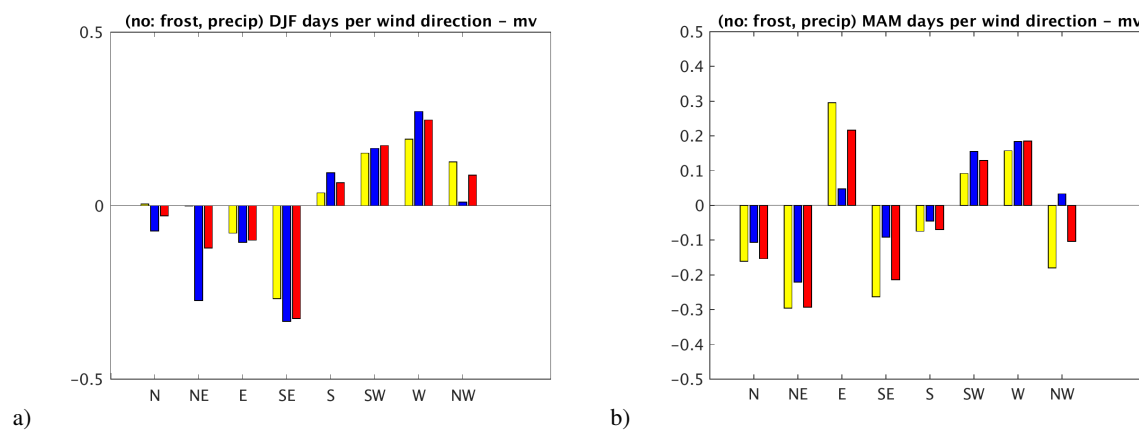 (no: frost, precip) DJF days per wind direction − mv
0.5
0
−0.5
N NE E SE S SW W NW
a)
(no: frost, precip) MAM days per wind direction − mv
0.5
0.4
0.3
0.2
0.1
0
−0.1
−0.2
−0.3
−0.4
−0.5
N NE E SE S SW W NW
b)